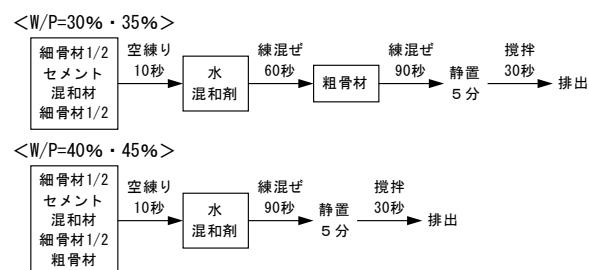 <W/P=30%・35%>
細骨材1/2
セメント
混和材
細骨材1/2
空練り
10秒
水
混和剤
練混ぜ
60秒
粗骨材
練混ぜ
90秒
静置
5分
撹拌
30秒
排出
<W/P=40%・45%>
細骨材1/2
セメント
混和材
細骨材1/2
粗骨材
空練り
10秒
水
混和剤
練混ぜ
90秒
静置
5分
撹拌
30秒
排出